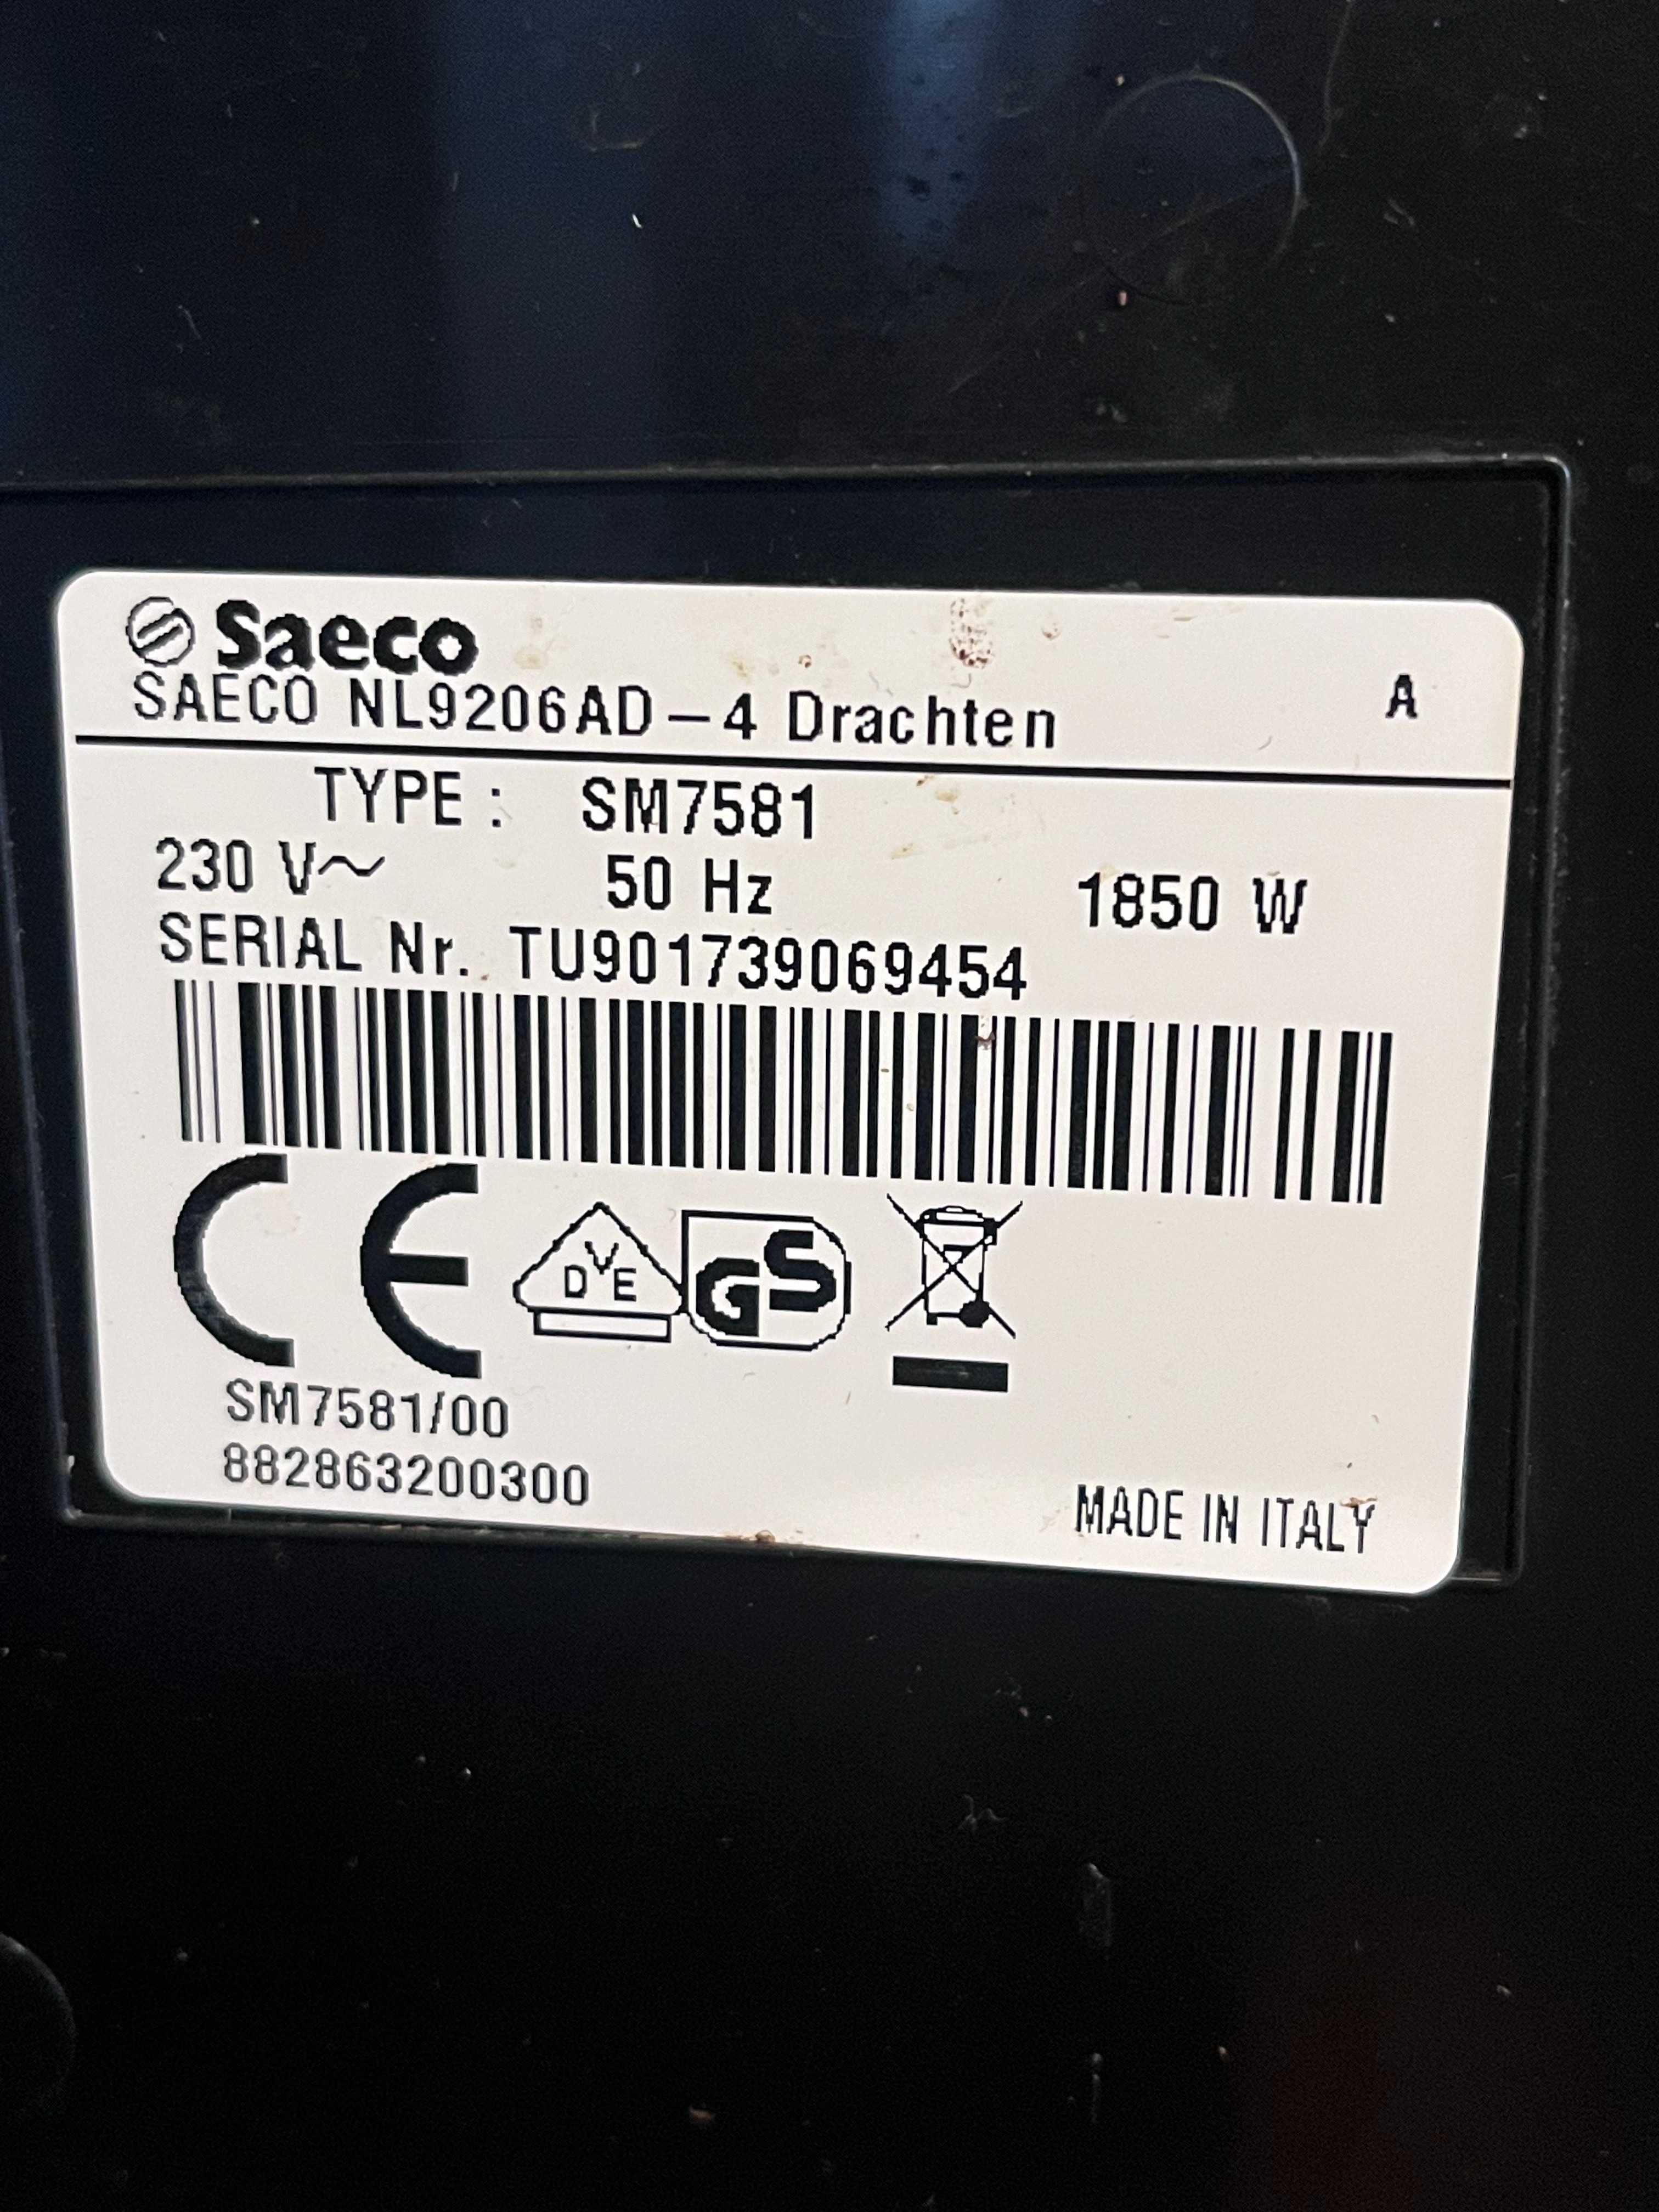 Saeco
SAECO NL9206AD-4 Drachten A
TYPE: SM7581
230 V~ 50 Hz 1850 W
SERIAL Nr. TU901739069454
CE DVE GS
SM7581/00
882863200300
MADE IN ITALY